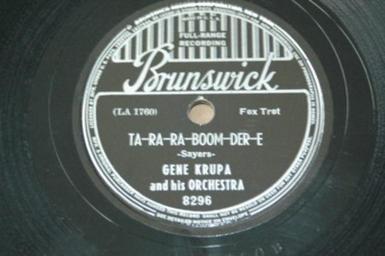 FULL-RANGE
RECORDING
Brunswick
(LA 1760) Fox Trot
TA-RA-RA-BOOM-DER-E
-Sayers-
GENE KRUPA
and his ORCHESTRA
8296